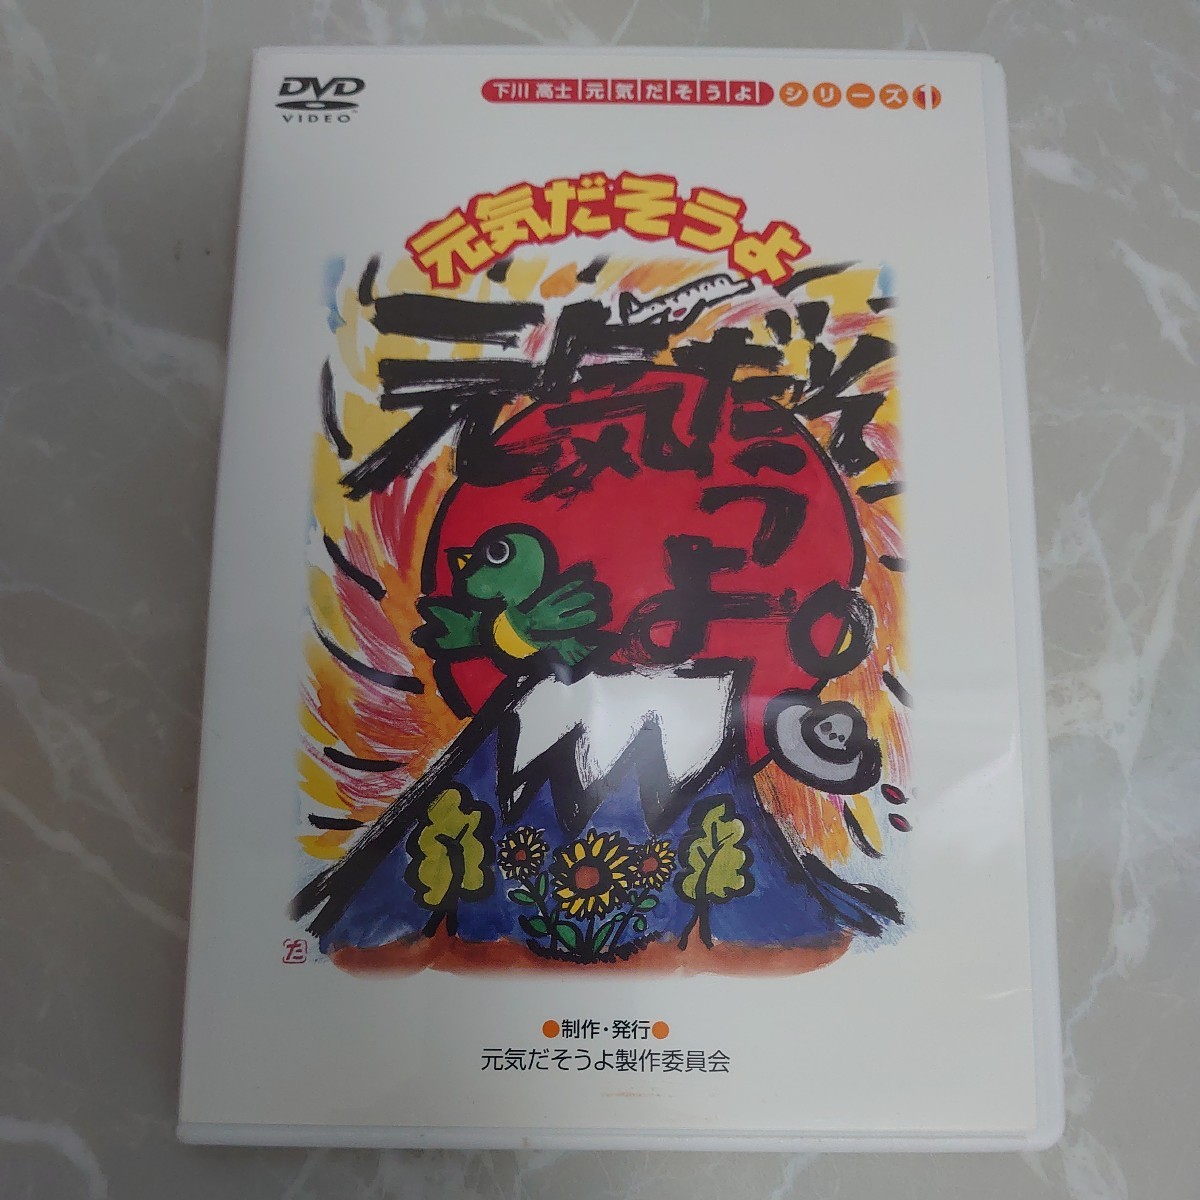 DVD
VIDEO
下川 高士 元気だそうよ シリーズ1
元気だそうよ
元気だそ
う
よ。
た
●制作・発行●
元気だそうよ製作委員会